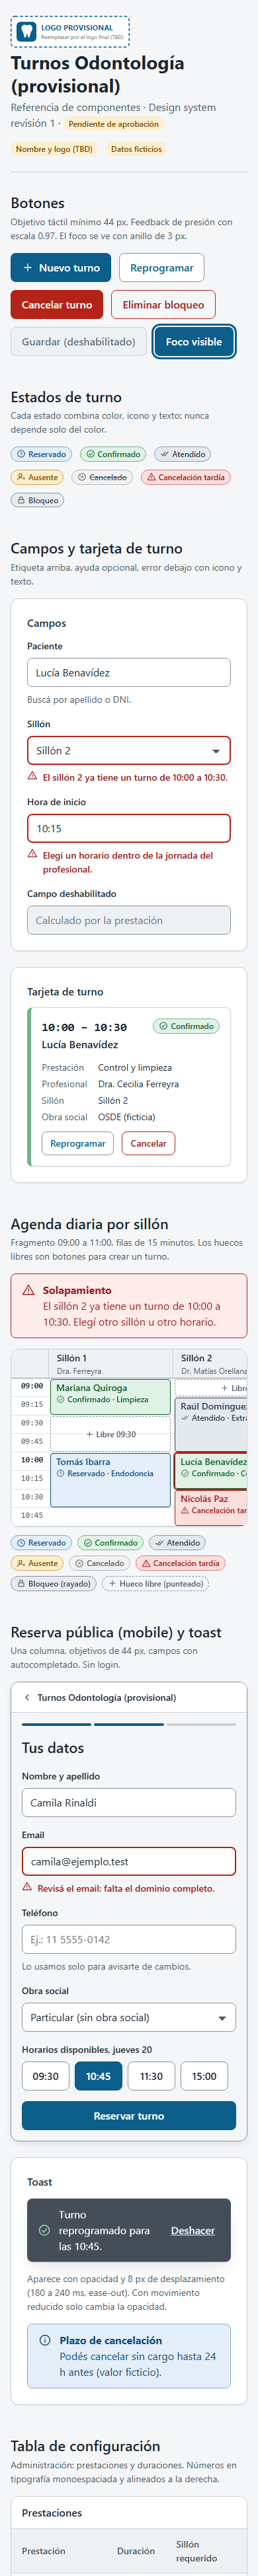 LOGO PROVISIONAL
Reemplazar por el logo final (TBD)
Turnos Odontología
(provisional)
Referencia de componentes · Design system
revisión 1 · Pendiente de aprobación
Nombre y logo (TBD) Datos ficticios
Botones
Objetivo táctil mínimo 44 px. Feedback de presión con
escala 0.97. El foco se ve con anillo de 3 px.
+ Nuevo turno Reprogramar
Cancelar turno Eliminar bloqueo
Guardar (deshabilitado) Foco visible
Estados de turno
Cada estado combina color, icono y texto: nunca
depende solo del color.
Reservado Confirmado Atendido
Ausente Cancelado Cancelación tardía
Bloqueo
Campos y tarjeta de turno
Etiqueta arriba, ayuda opcional, error debajo con icono y
texto.
Campos
Paciente
Lucía Benavídez
Buscá por apellido o DNI.
Sillón
Sillón 2
El sillón 2 ya tiene un turno de 10:00 a 10:30.
Hora de inicio
10:15
Elegí un horario dentro de la jornada del
profesional.
Campo deshabilitado
Calculado por la prestación
Tarjeta de turno
10:00 – 10:30 Confirmado
Lucía Benavídez
Prestación Control y limpieza
Profesional Dra. Cecilia Ferreyra
Sillón Sillón 2
Obra social OSDE (ficticia)
Reprogramar Cancelar
Agenda diaria por sillón
Fragmento 09:00 a 11:00, filas de 15 minutos. Los huecos
libres son botones para crear un turno.
Solapamiento
El sillón 2 ya tiene un turno de 10:00 a
10:30. Elegí otro sillón u otro horario.
Sillón 1 Sillón 2
Dra. Ferreyra Dr. Matías Orellana
09:00 Mariana Quiroga + Libre
Confirmado · Limpieza
09:15 Raúl Domínguez
Atendido · Extra
09:30 + Libre 09:30
09:45
10:00 Tomás Ibarra Lucía Benavídez
Reservado · Endodoncia Confirmado · Co
10:15
10:30 Nicolás Paz
Cancelación tar
10:45
Reservado Confirmado Atendido
Ausente Cancelado Cancelación tardía
Bloqueo (rayado) + Hueco libre (punteado)
Reserva pública (mobile) y toast
Una columna, objetivos de 44 px, campos con
autocompletado. Sin login.
Turnos Odontología (provisional)
Tus datos
Nombre y apellido
Camila Rinaldi
Email
camila@ejemplo.test
Revisá el email: falta el dominio completo.
Teléfono
Ej.: 11 5555-0142
Lo usamos solo para avisarte de cambios.
Obra social
Particular (sin obra social)
Horarios disponibles, jueves 20
09:30 10:45 11:30 15:00
Reservar turno
Toast
Turno
reprogramado para
las 10:45. Deshacer
Aparece con opacidad y 8 px de desplazamiento
(180 a 240 ms, ease-out). Con movimiento
reducido solo cambia la opacidad.
Plazo de cancelación
Podés cancelar sin cargo hasta 24
h antes (valor ficticio).
Tabla de configuración
Administración: prestaciones y duraciones. Números en
tipografía monoespaciada y alineados a la derecha.
Prestaciones
Prestación Duración Sillón
requerido